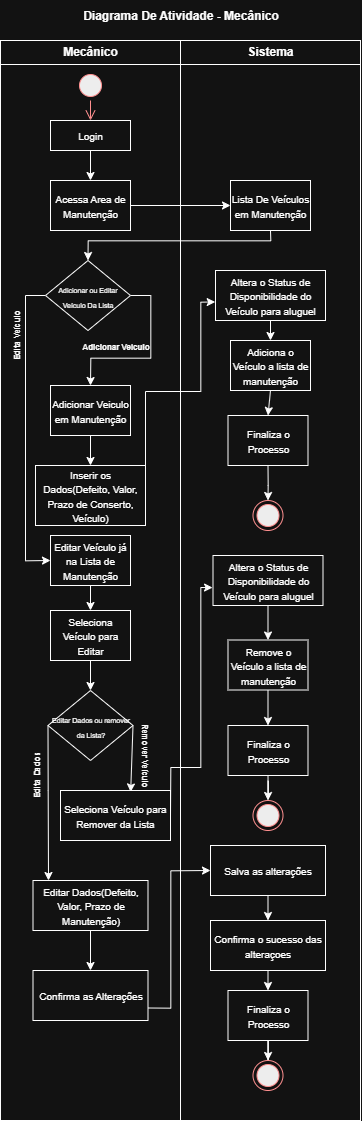 Diagrama De Atividade - Mecânico
Mecânico
Sistema
Login
Acessa Area de
Manutenção
Lista De Veículos
em Manutenção
Adicionar ou Editar
Veículo Da Lista
Edita Veículo
Adicionar Veiculo
Altera o Status de
Disponibilidade do
Veículo para aluguel
Adiciona o
Veículo a lista de
manutenção
Adicionar Veiculo
em Manutenção
Finaliza o
Processo
Inserir os
Dados(Defeito, Valor,
Prazo de Conserto,
Veículo)
Editar Veículo já
na Lista de
Manutenção
Altera o Status de
Disponibilidade do
Veículo para aluguel
Seleciona
Veículo para
Editar
Remove o
Veículo a lista de
manutenção
Editar Dados ou remover
da Lista?
Edita Dados
Remover Veículo
Finaliza o
Processo
Seleciona Veículo para
Remover da Lista
Salva as alterações
Editar Dados(Defeito,
Valor, Prazo de
Manutenção)
Confirma o sucesso das
alteraçoes
Confirma as Alterações
Finaliza o
Processo